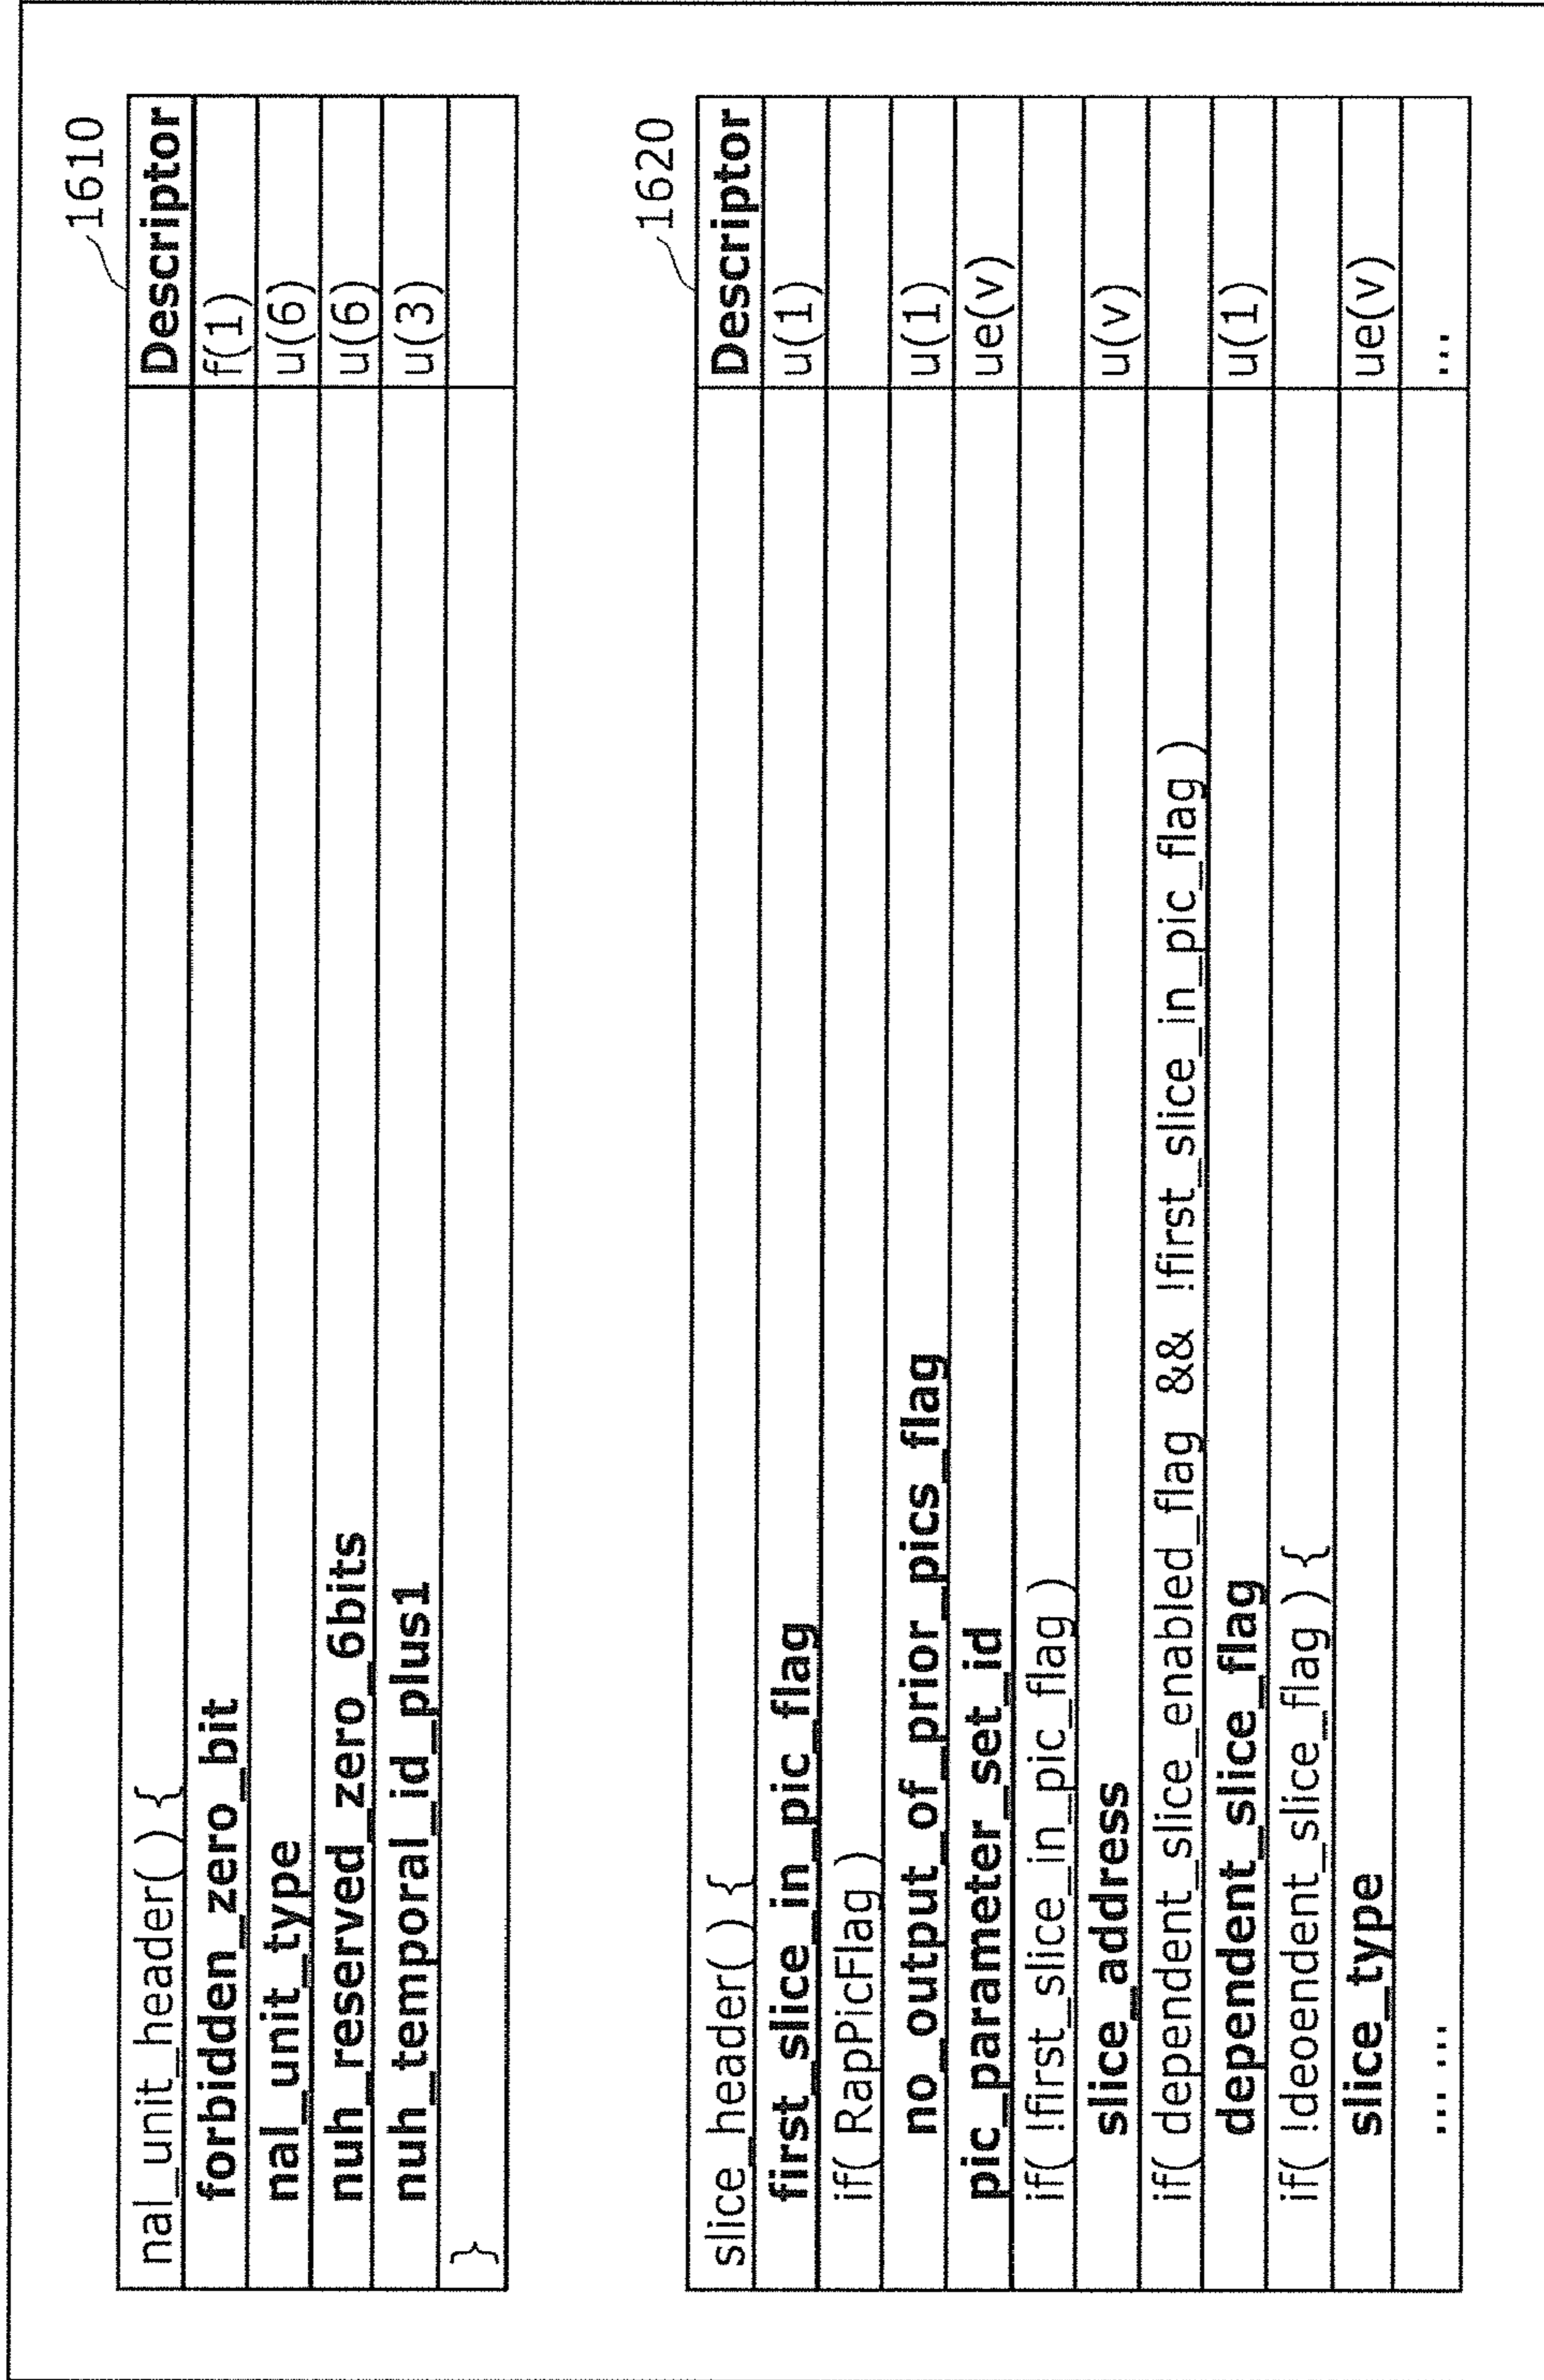 1610
nal_unit_header( ) { Descriptor
forbidden_zero_bit f(1)
nal_unit_type u(6)
nuh_reserved_zero_6bits u(6)
nuh_temporal_id_plus1 u(3)
}
1620
slice_header( ) { Descriptor
first_slice_in_pic_flag u(1)
if( RapPicFlag )
no_output_of_prior_pics_flag u(1)
pic_parameter_set_id ue(v)
if( !first_slice_in_pic_flag )
slice_address u(v)
if( dependent_slice_enabled_flag && !first_slice_in_pic_flag )
dependent_slice_flag u(1)
if( !deoendent_slice_flag ) {
slice_type ue(v)
... ... ...